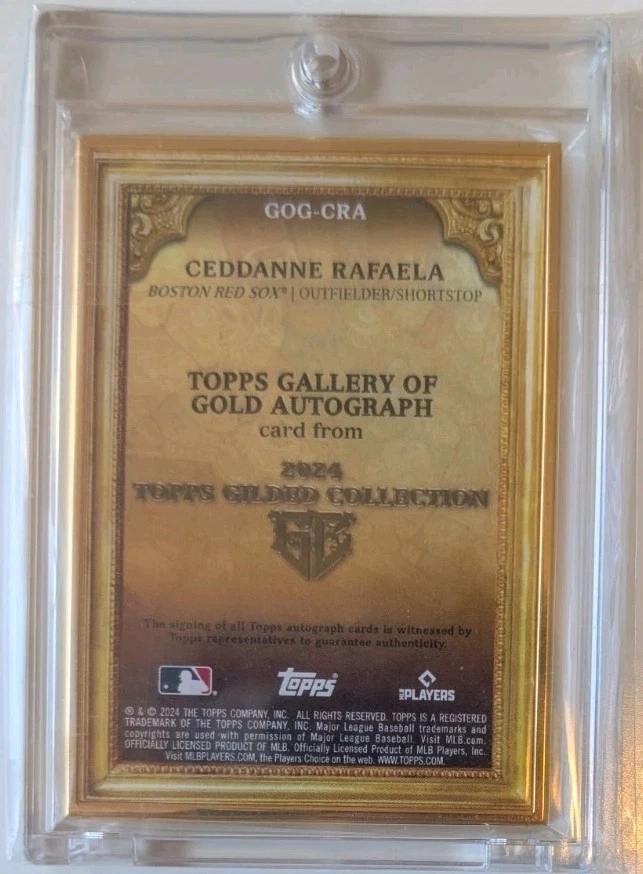 GOG-CRA
CEDDANNE RAFAELA
BOSTON RED SOX® | OUTFIELDER/SHORTSTOP
TOPPS GALLERY OF
GOLD AUTOGRAPH
card from
2024
TOPPS GILDED COLLECTION
GC
The signing of all Topps autograph cards is witnessed by
Topps representatives to guarantee authenticity.
topps®
MLB PLAYERS
® & © 2024 THE TOPPS COMPANY, INC. ALL RIGHTS RESERVED. TOPPS IS A REGISTERED
TRADEMARK OF THE TOPPS COMPANY, INC. Major League Baseball trademarks and
copyrights are used with permission of Major League Baseball. Visit MLB.com.
OFFICIALLY LICENSED PRODUCT OF MLB. Officially Licensed Product of MLB Players, Inc.
Visit MLBPLAYERS.COM, the Players Choice on the web. WWW.TOPPS.COM.